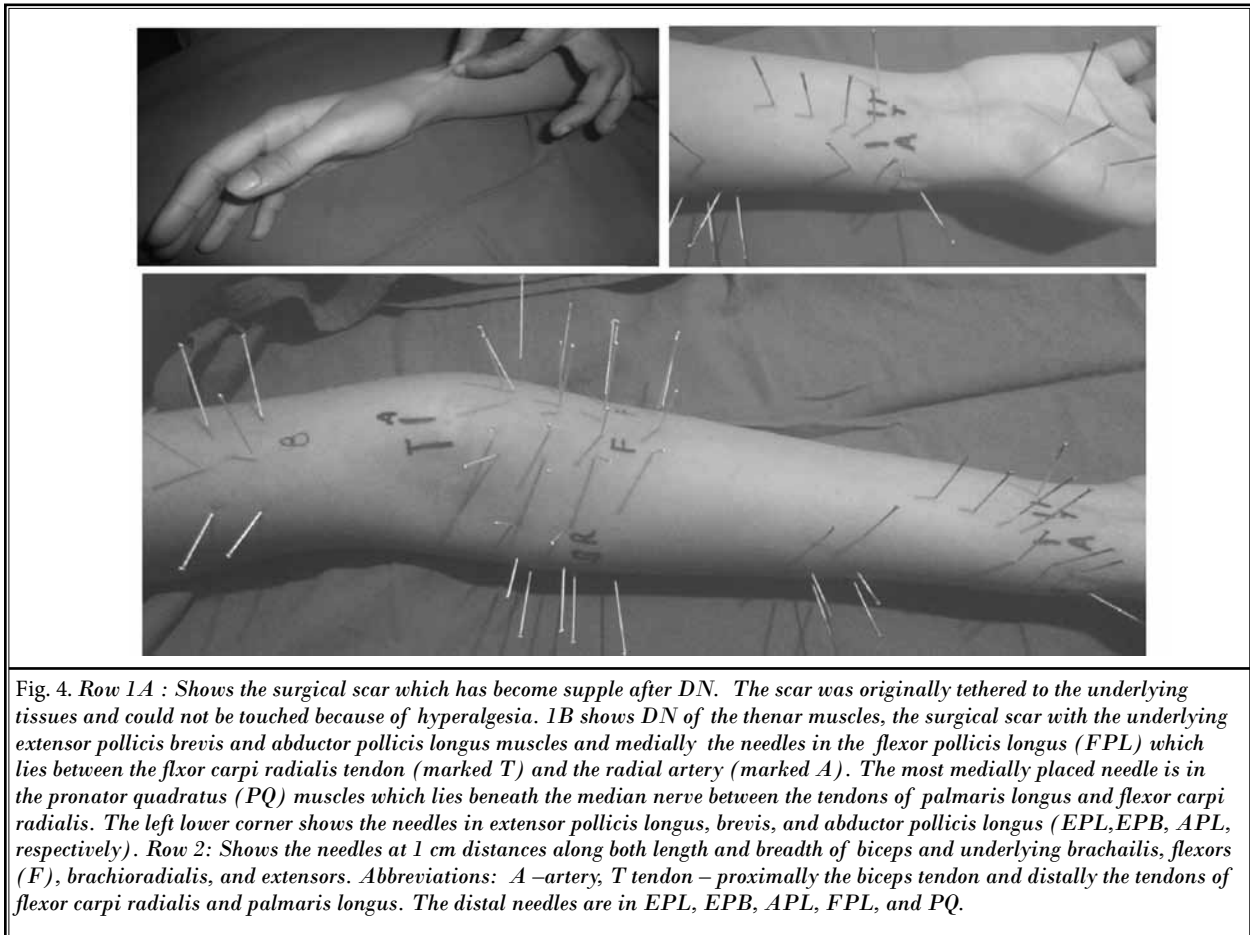 T
T
A
B
A
T
F
BR
T
T
A
Fig. 4. Row 1A : Shows the surgical scar which has become supple after DN. The scar was originally tethered to the underlying
tissues and could not be touched because of hyperalgesia. 1B shows DN of the thenar muscles, the surgical scar with the underlying
extensor pollicis brevis and abductor pollicis longus muscles and medially the needles in the flexor pollicis longus (FPL) which
lies between the flxor carpi radialis tendon (marked T) and the radial artery (marked A). The most medially placed needle is in
the pronator quadratus (PQ) muscles which lies beneath the median nerve between the tendons of palmaris longus and flexor carpi
radialis. The left lower corner shows the needles in extensor pollicis longus, brevis, and abductor pollicis longus (EPL,EPB, APL,
respectively). Row 2: Shows the needles at 1 cm distances along both length and breadth of biceps and underlying brachailis, flexors
(F), brachioradialis, and extensors. Abbreviations: A –artery, T tendon – proximally the biceps tendon and distally the tendons of
flexor carpi radialis and palmaris longus. The distal needles are in EPL, EPB, APL, FPL, and PQ.